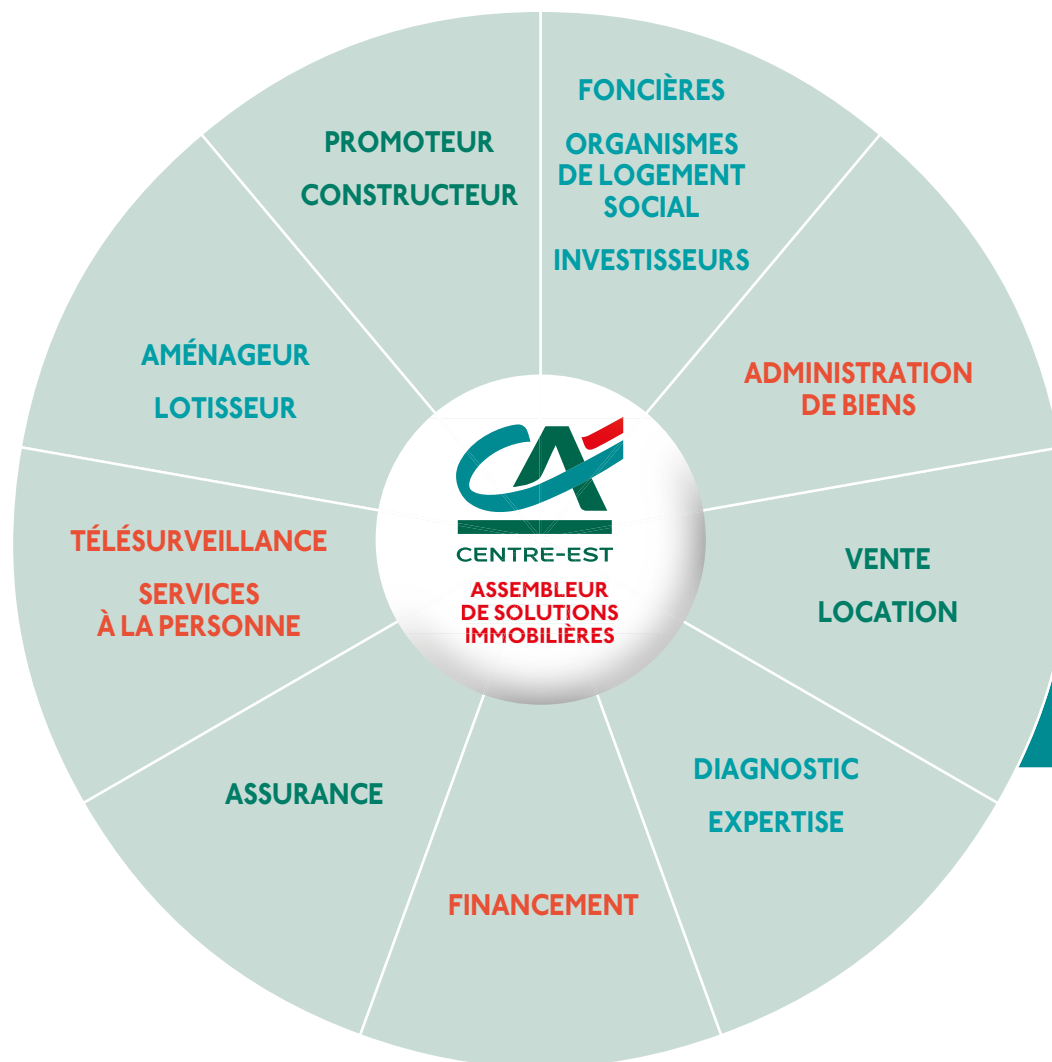 FONCIÈRES
ORGANISMES
DE LOGEMENT
SOCIAL
INVESTISSEURS
PROMOTEUR
CONSTRUCTEUR
AMÉNAGEUR
LOTISSEUR
ADMINISTRATION
DE BIENS
CA
CENTRE-EST
ASSEMBLEUR
DE SOLUTIONS
IMMOBILIÈRES
TÉLÉSURVEILLANCE
SERVICES
À LA PERSONNE
VENTE
LOCATION
ASSURANCE
DIAGNOSTIC
EXPERTISE
FINANCEMENT